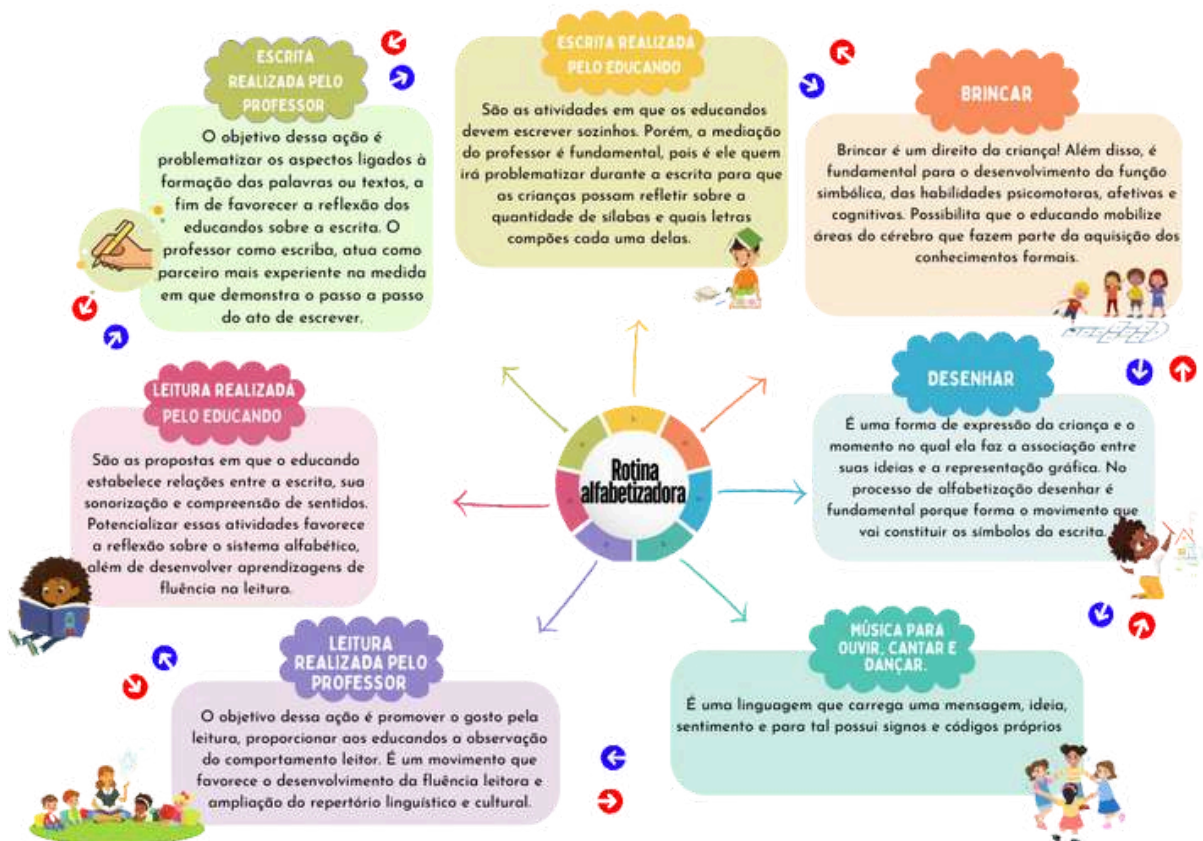 ESCRITA
REALIZADA PELO
PROFESSOR
O objetivo dessa ação é
problematizar os aspectos ligados à
formação das palavras ou textos, a
fim de favorecer a reflexão dos
educandos sobre a escrita. O
professor como escriba, atua como
parceiro mais experiente na medida
em que demonstra o passo a passo
do ato de escrever.
ESCRITA REALIZADA
PELO EDUCANDO
São as atividades em que os educandos
devem escrever sozinhos. Porém, a mediação
do professor é fundamental, pois é ele quem
irá problematizar durante a escrita para que
as crianças possam refletir sobre a
quantidade de sílabas e quais letras
compões cada uma delas.
BRINCAR
Brincar é um direito da criança! Além disso, é
fundamental para o desenvolvimento da função
simbólica, das habilidades psicomotoras, afetivas e
cognitivas. Possibilita que o educando mobilize
áreas do cérebro que fazem parte da aquisição dos
conhecimentos formais.
LEITURA REALIZADA
PELO EDUCANDO
São as propostas em que o educando
estabelece relações entre a escrita, sua
sonorização e compreensão de sentidos.
Potencializar essas atividades favorece
a reflexão sobre o sistema alfabético,
além de desenvolver aprendizagens de
fluência na leitura.
Rotina
alfabetizadora
DESENHAR
É uma forma de expressão da criança e o
momento no qual ela faz a associação entre
suas ideias e a representação gráfica. No
processo de alfabetização desenhar é
fundamental porque forma o movimento que
vai constituir os símbolos da escrita.
LEITURA
REALIZADA PELO
PROFESSOR
O objetivo dessa ação é promover o gosto pela
leitura, proporcionar aos educandos a observação
do comportamento leitor. É um movimento que
favorece o desenvolvimento da fluência leitora e
ampliação do repertório linguístico e cultural.
MÚSICA PARA
OUVIR, CANTAR E
DANÇAR.
É uma linguagem que carrega uma mensagem, ideia,
sentimento e para tal possui signos e códigos próprios